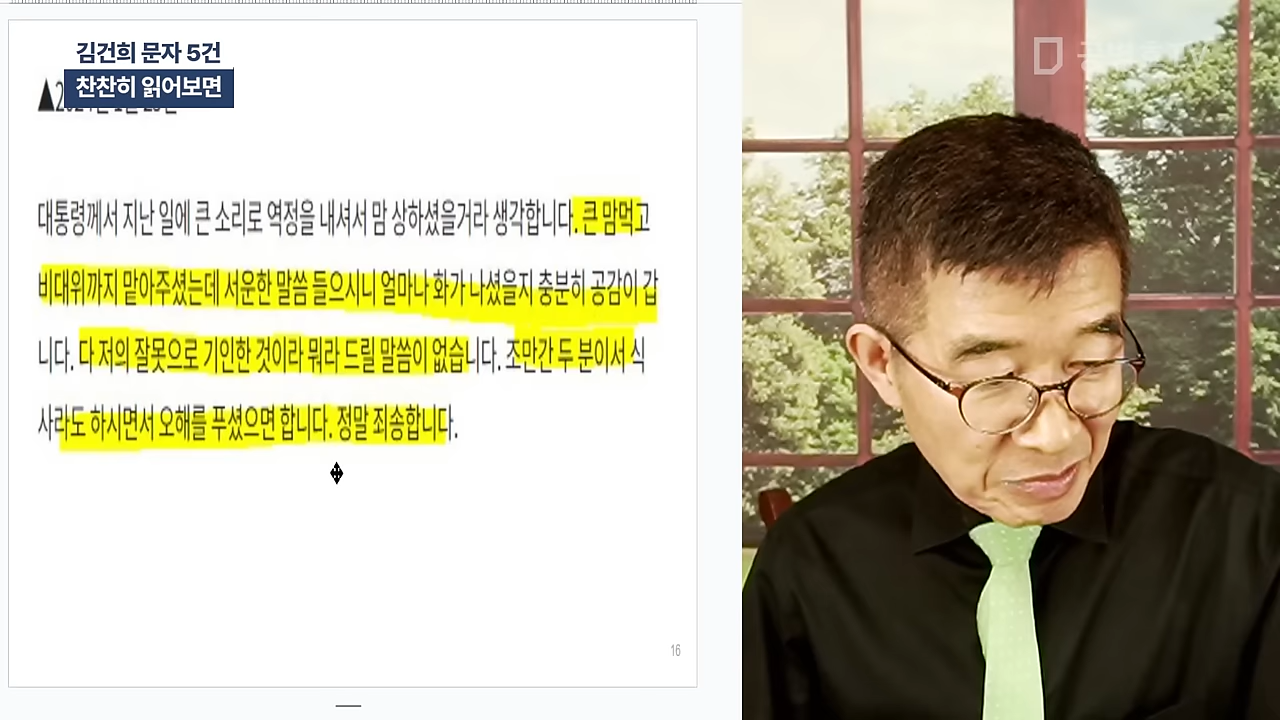 김건희 문자 5건
찬찬히 읽어보면
대통령께서 지난 일에 큰 소리로 역정을 내셔서 맘 상하셨을거라 생각합니다. 큰 맘먹고
비대위까지 맡아주셨는데 서운한 말씀 들으시니 얼마나 화가 나셨을지 충분히 공감이 갑
니다. 다 저의 잘못으로 기인한 것이라 뭐라 드릴 말씀이 없습니다. 조만간 두 분이서 식
사라도 하시면서 오해를 푸셨으면 합니다. 정말 죄송합니다.
16